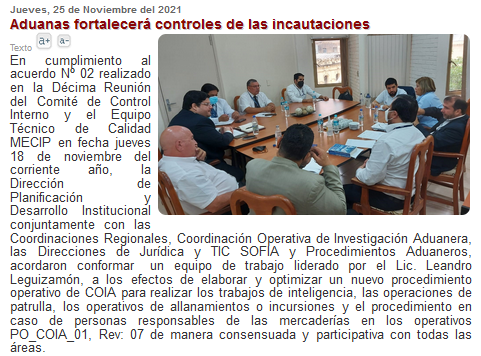 Jueves, 25 de Noviembre del 2021
Aduanas fortalecerá controles de las incautaciones
Texto a+ a-
En cumplimiento al
acuerdo Nº 02 realizado
en la Décima Reunión
del Comité de Control
Interno y el Equipo
Técnico de Calidad
MECIP en fecha jueves
18 de noviembre del
corriente año, la
Dirección de
Planificación y
Desarrollo Institucional
conjuntamente con las
Coordinaciones Regionales, Coordinación Operativa de Investigación Aduanera,
las Direcciones de Jurídica y TIC SOFÍA y Procedimientos Aduaneros,
acordaron conformar un equipo de trabajo liderado por el Lic. Leandro
Leguizamón, a los efectos de elaborar y optimizar un nuevo procedimiento
operativo de COIA para realizar los trabajos de inteligencia, las operaciones de
patrulla, los operativos de allanamientos o incursiones y el procedimiento en
caso de personas responsables de las mercaderías en los operativos
PO_COIA_01, Rev: 07 de manera consensuada y participativa con todas las
áreas.